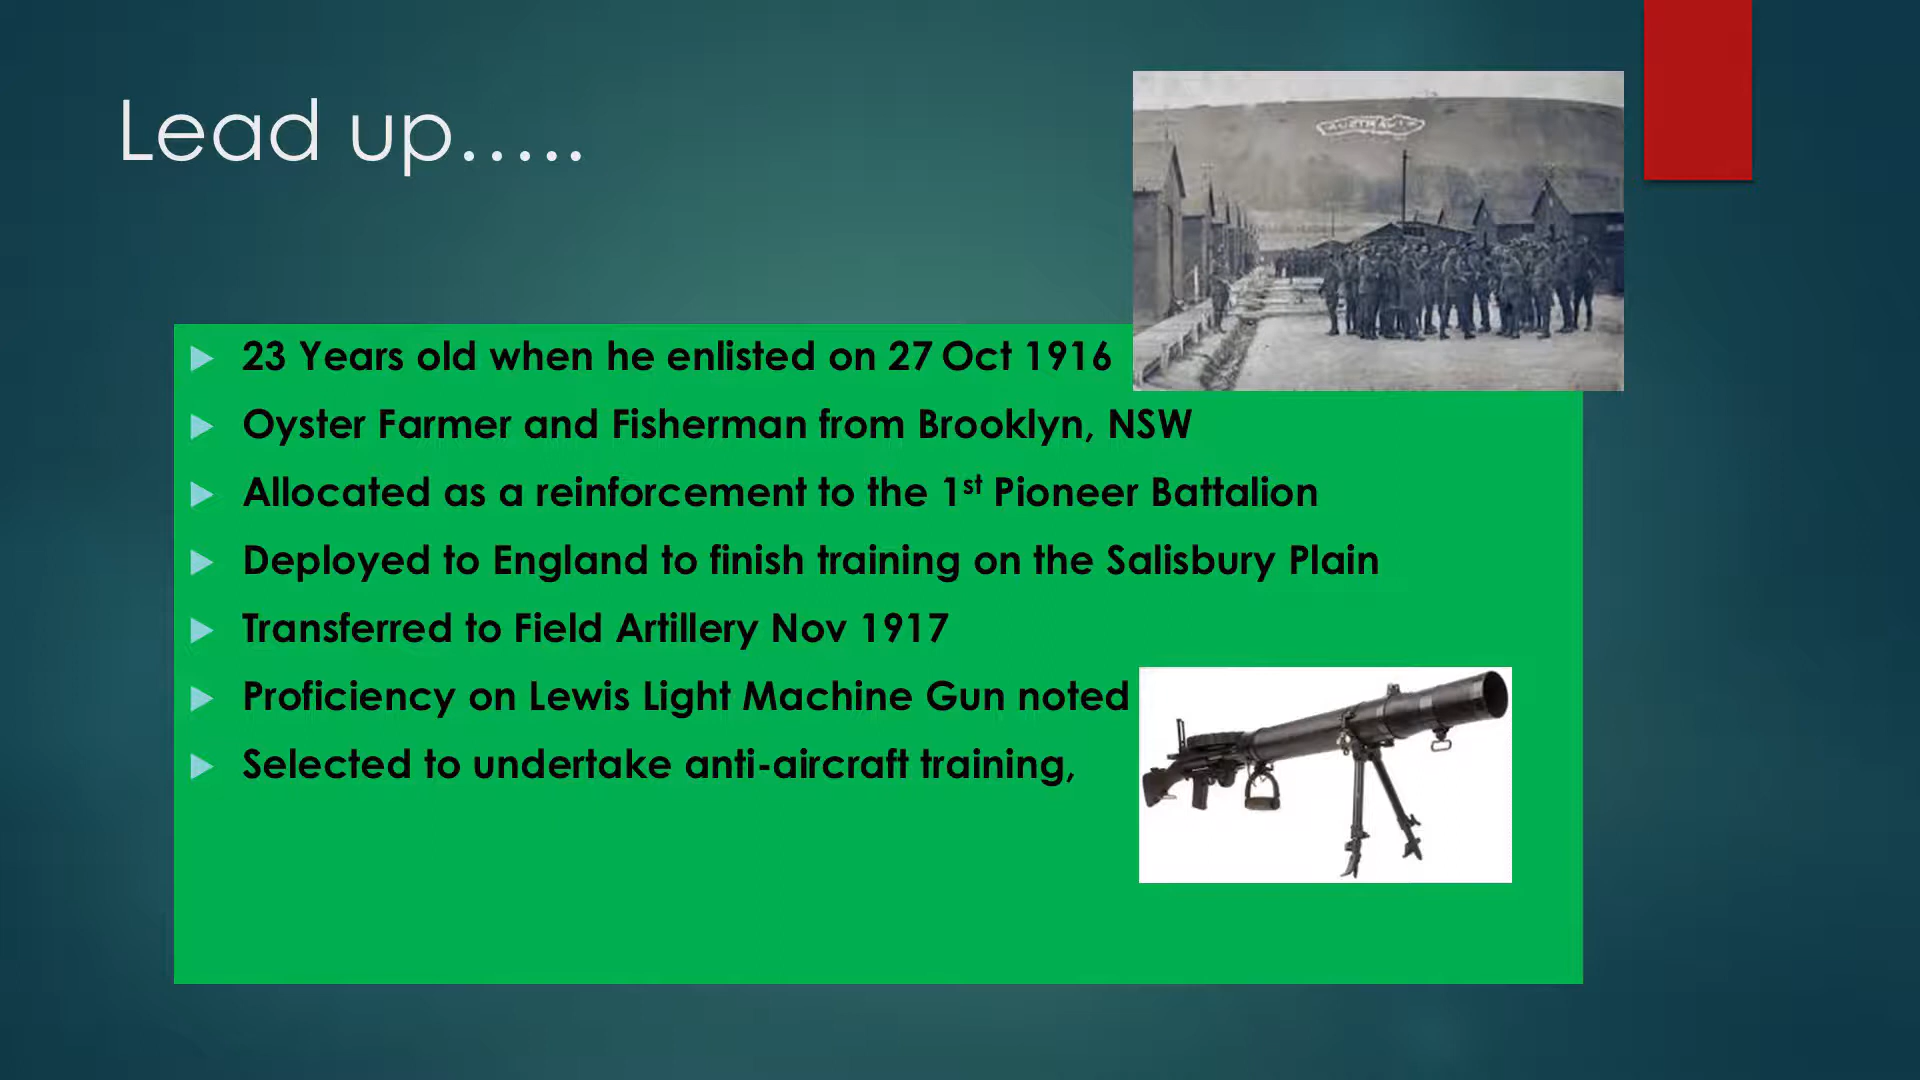 Lead up.....
AUSTRALIA
23 Years old when he enlisted on 27 Oct 1916
Oyster Farmer and Fisherman from Brooklyn, NSW
Allocated as a reinforcement to the 1st Pioneer Battalion
Deployed to England to finish training on the Salisbury Plain
Transferred to Field Artillery Nov 1917
Proficiency on Lewis Light Machine Gun noted
Selected to undertake anti-aircraft training,